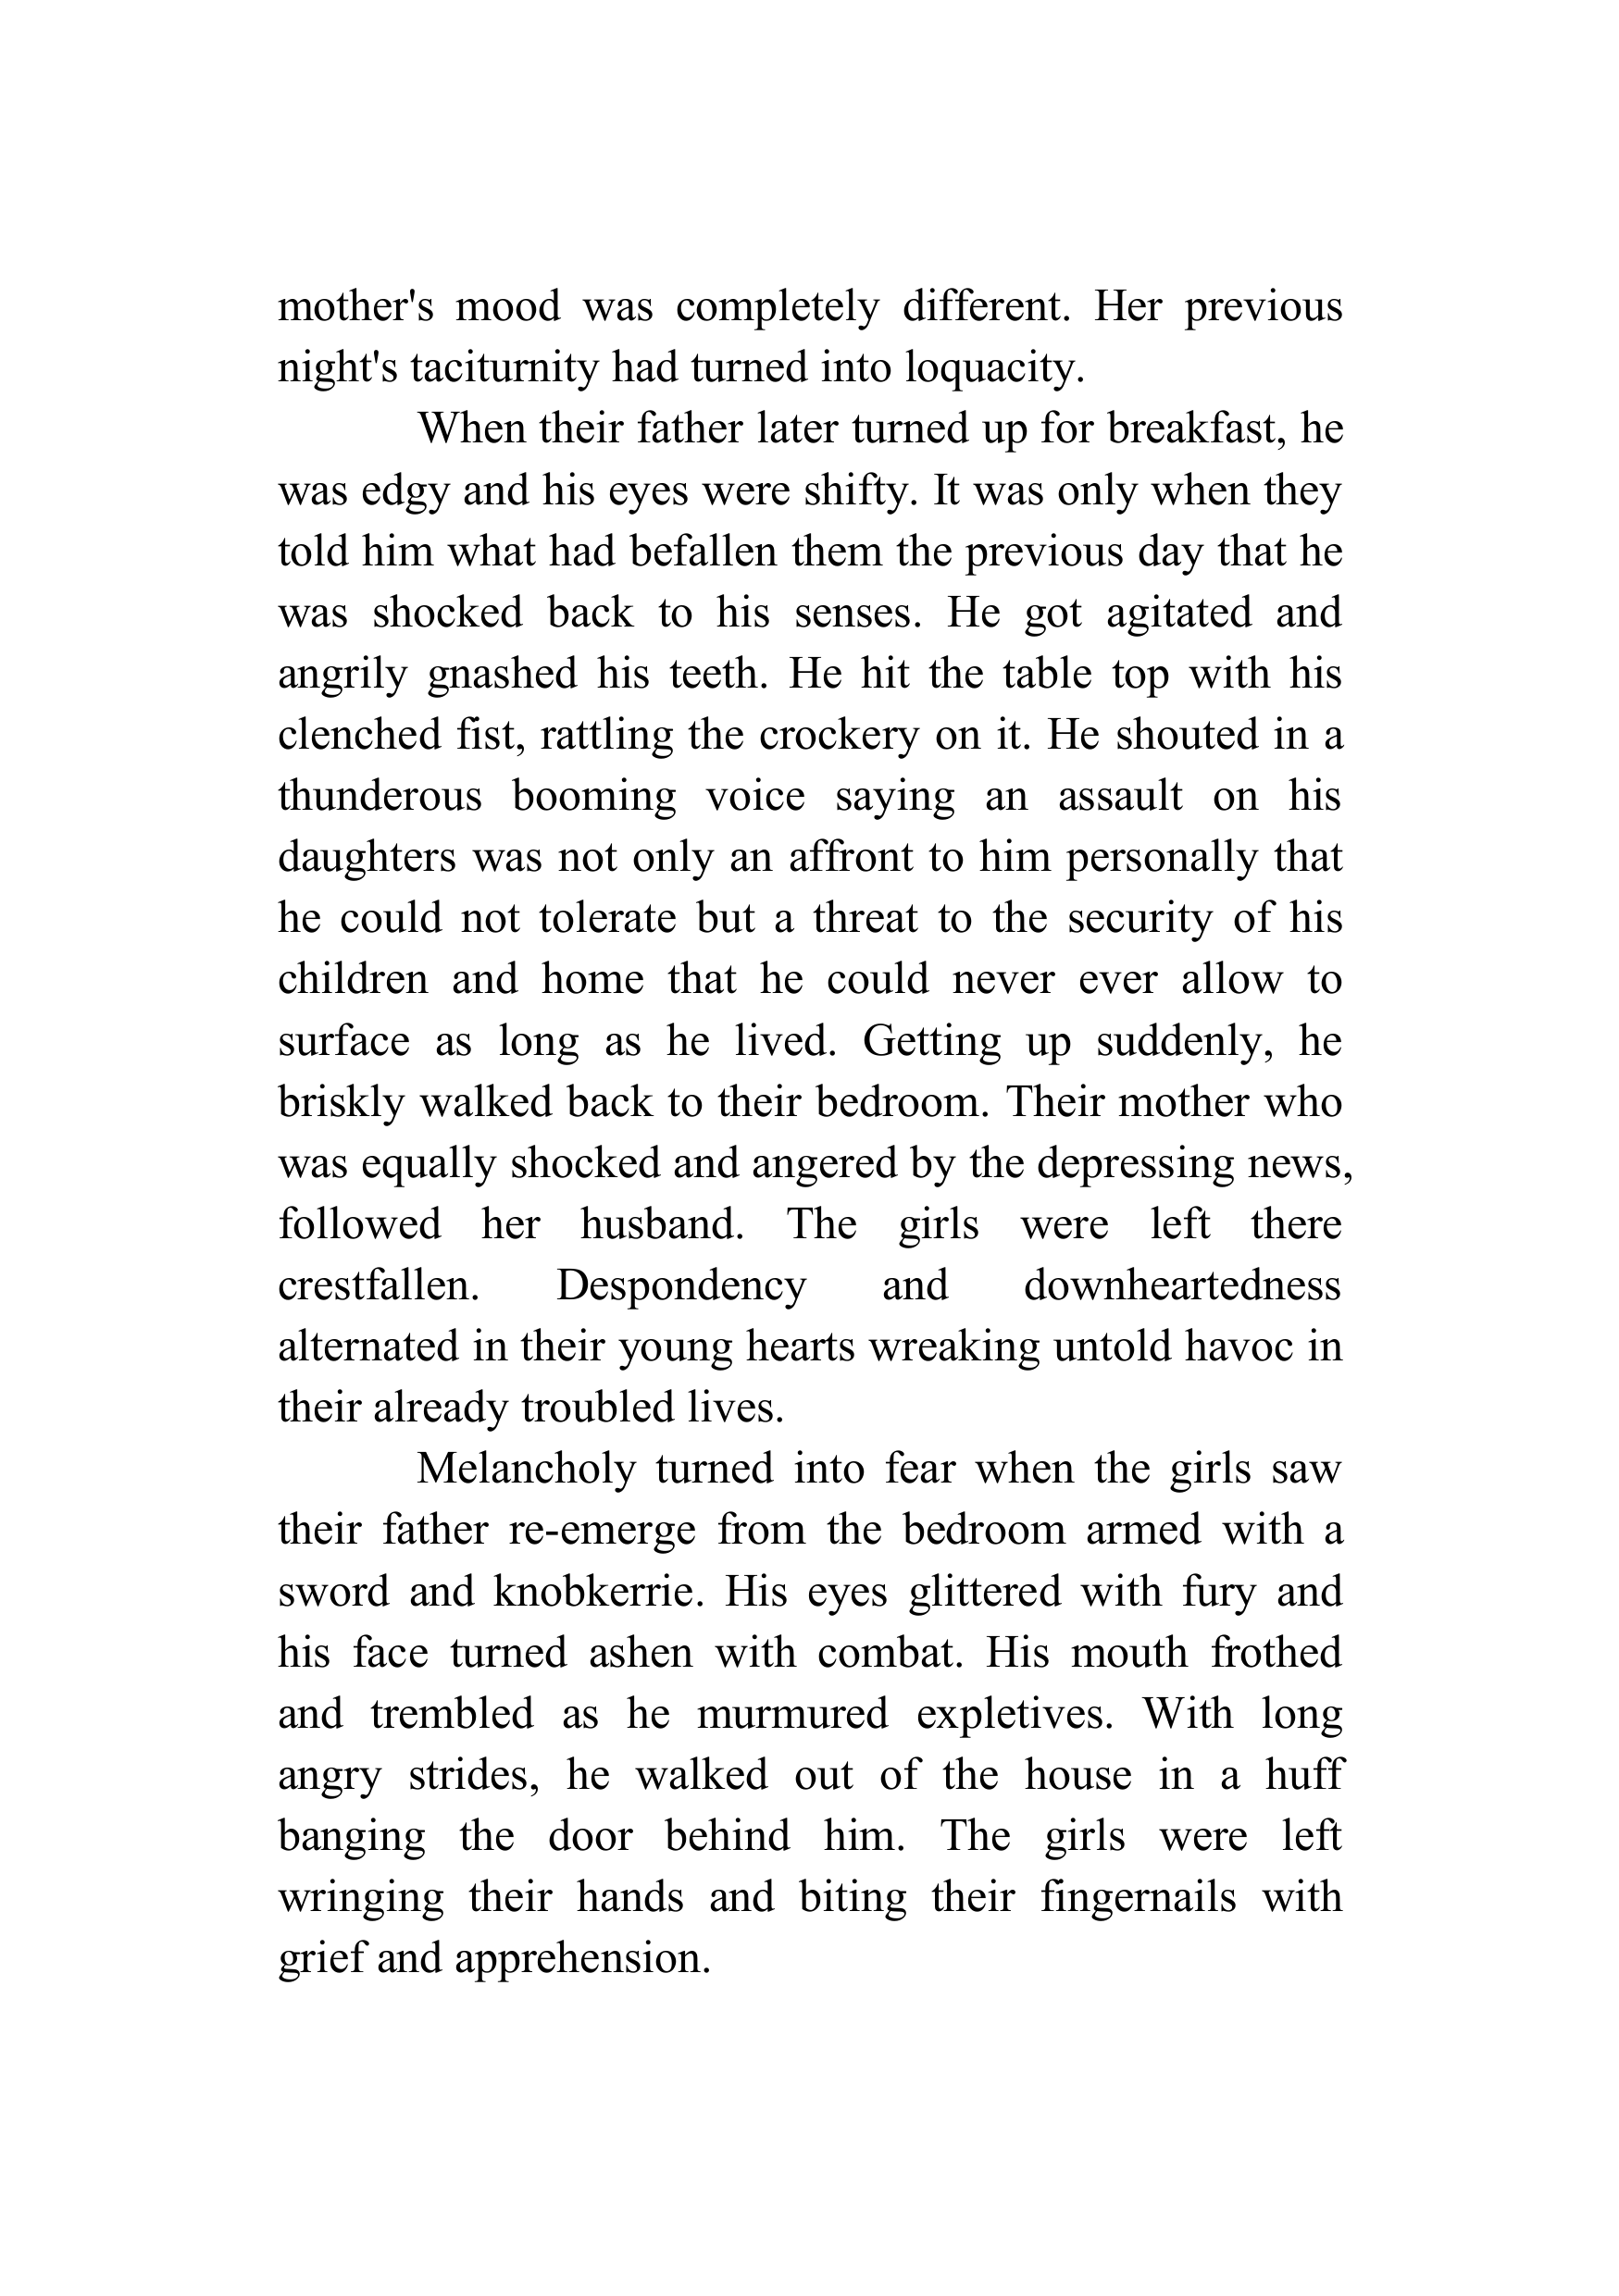 mother's mood was completely different. Her previous
night's taciturnity had turned into loquacity.
When their father later turned up for breakfast, he
was edgy and his eyes were shifty. It was only when they
told him what had befallen them the previous day that he
was shocked back to his senses. He got agitated and
angrily gnashed his teeth. He hit the table top with his
clenched fist, rattling the crockery on it. He shouted in a
thunderous booming voice saying an assault on his
daughters was not only an affront to him personally that
he could not tolerate but a threat to the security of his
children and home that he could never ever allow to
surface as long as he lived. Getting up suddenly, he
briskly walked back to their bedroom. Their mother who
was equally shocked and angered by the depressing news,
followed her husband. The girls were left there
crestfallen. Despondency and downheartedness
alternated in their young hearts wreaking untold havoc in
their already troubled lives.
Melancholy turned into fear when the girls saw
their father re-emerge from the bedroom armed with a
sword and knobkerrie. His eyes glittered with fury and
his face turned ashen with combat. His mouth frothed
and trembled as he murmured expletives. With long
angry strides, he walked out of the house in a huff
banging the door behind him. The girls were left
wringing their hands and biting their fingernails with
grief and apprehension.